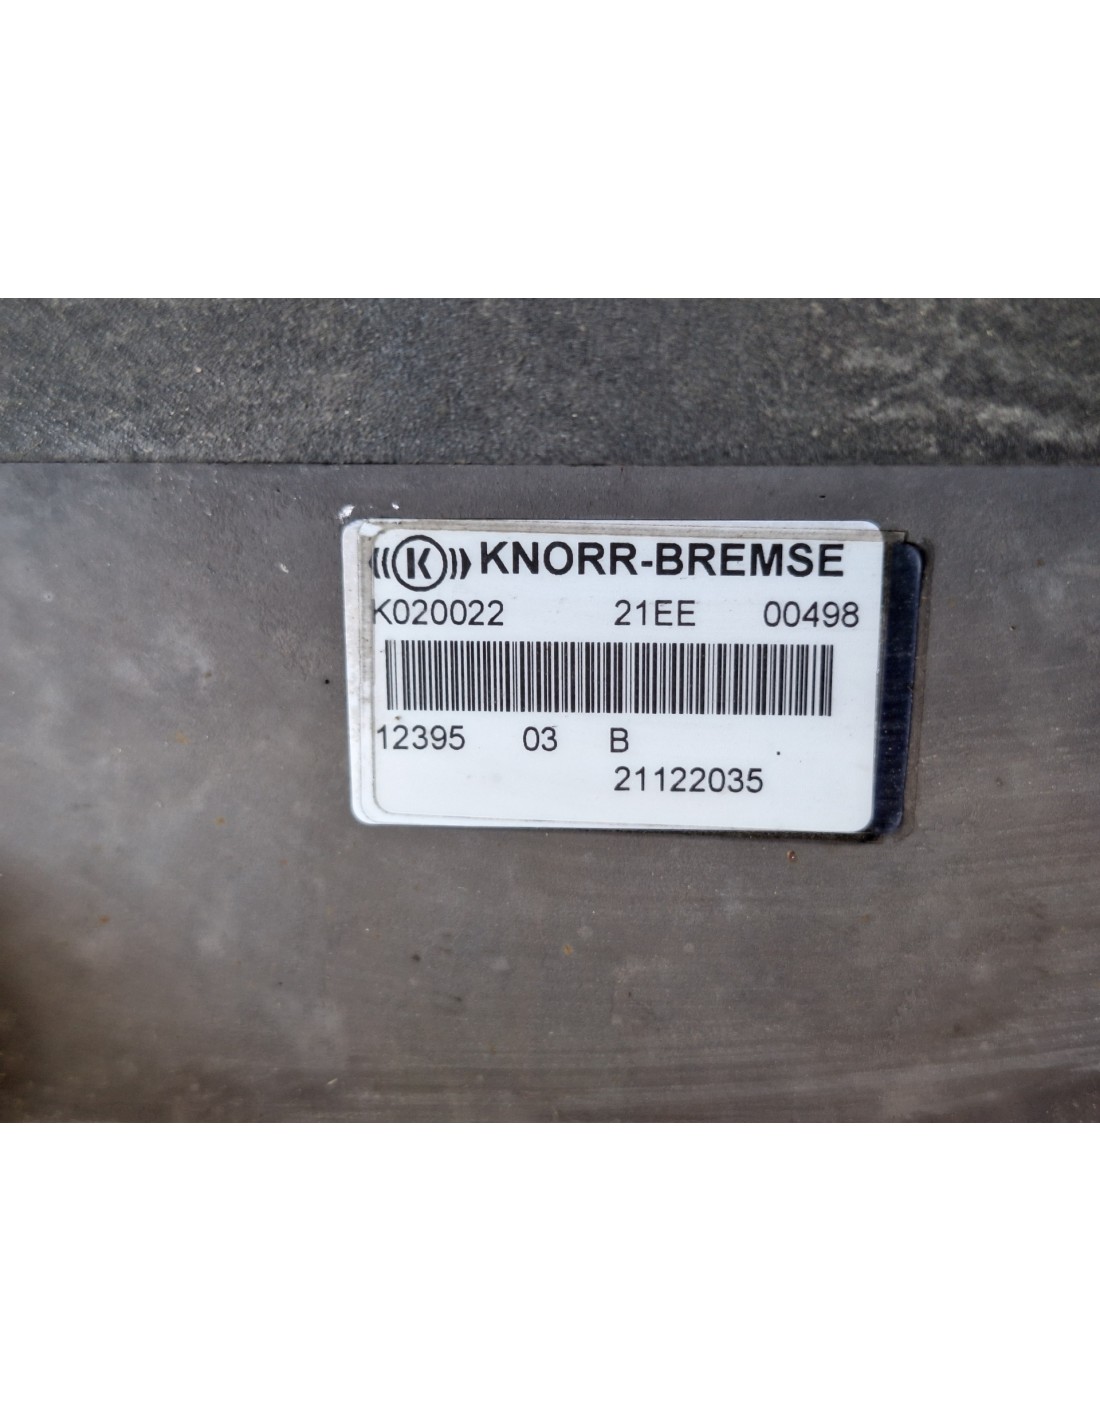 K KNORR-BREMSE
K020022 21EE 00498
12395 03 B
21122035